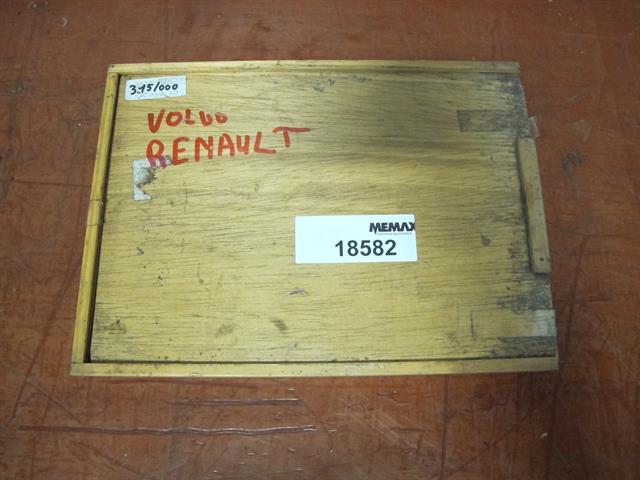 3.15/000
VOLVO
RENAULT
MEMAX
18582